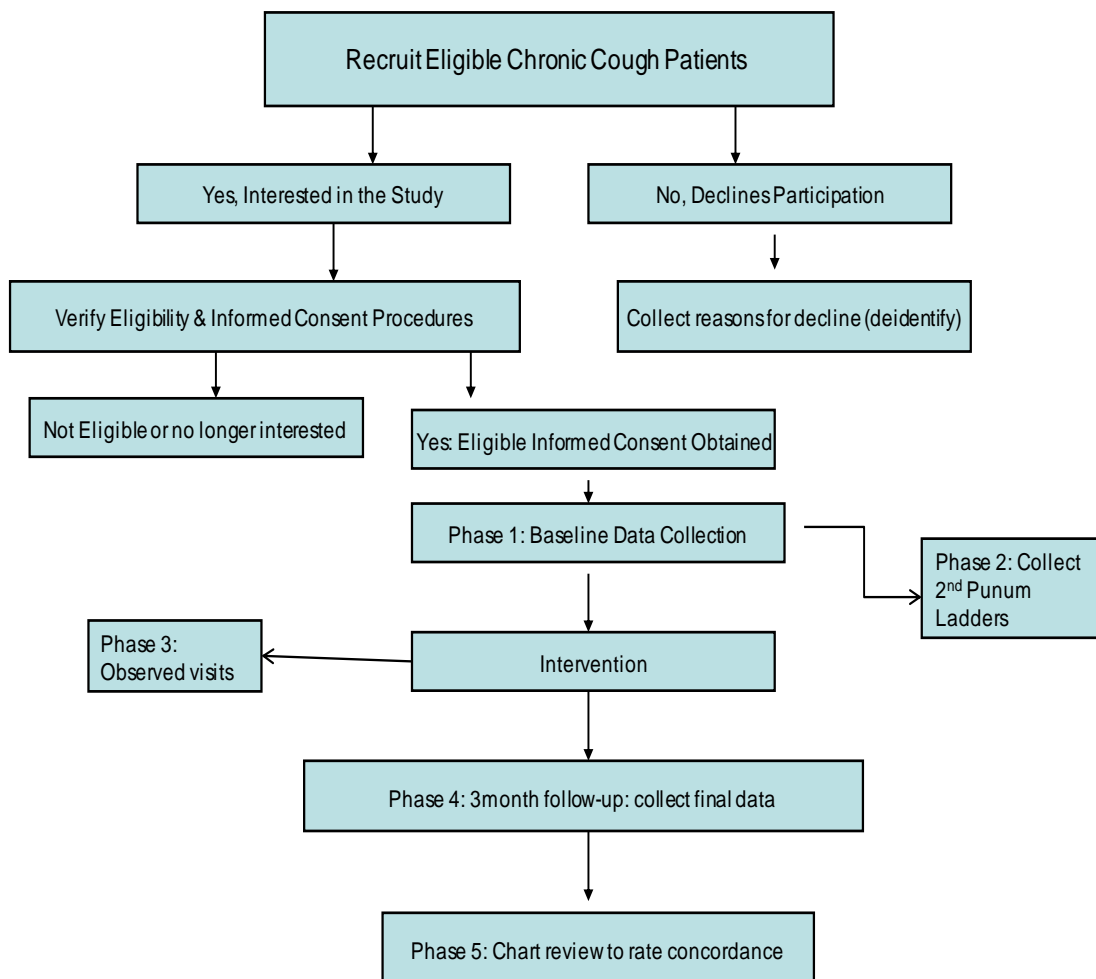 Recruit Eligible Chronic Cough Patients
Yes, Interested in the Study
No, Declines Participation
Verify Eligibility & Informed Consent Procedures
Collect reasons for decline (deidentify)
Not Eligible or no longer interested
Yes: Eligible Informed Consent Obtained
Phase 1: Baseline Data Collection
Phase 2: Collect
2nd Punum
Ladders
Phase 3:
Observed visits
Intervention
Phase 4: 3month follow-up: collect final data
Phase 5: Chart review to rate concordance